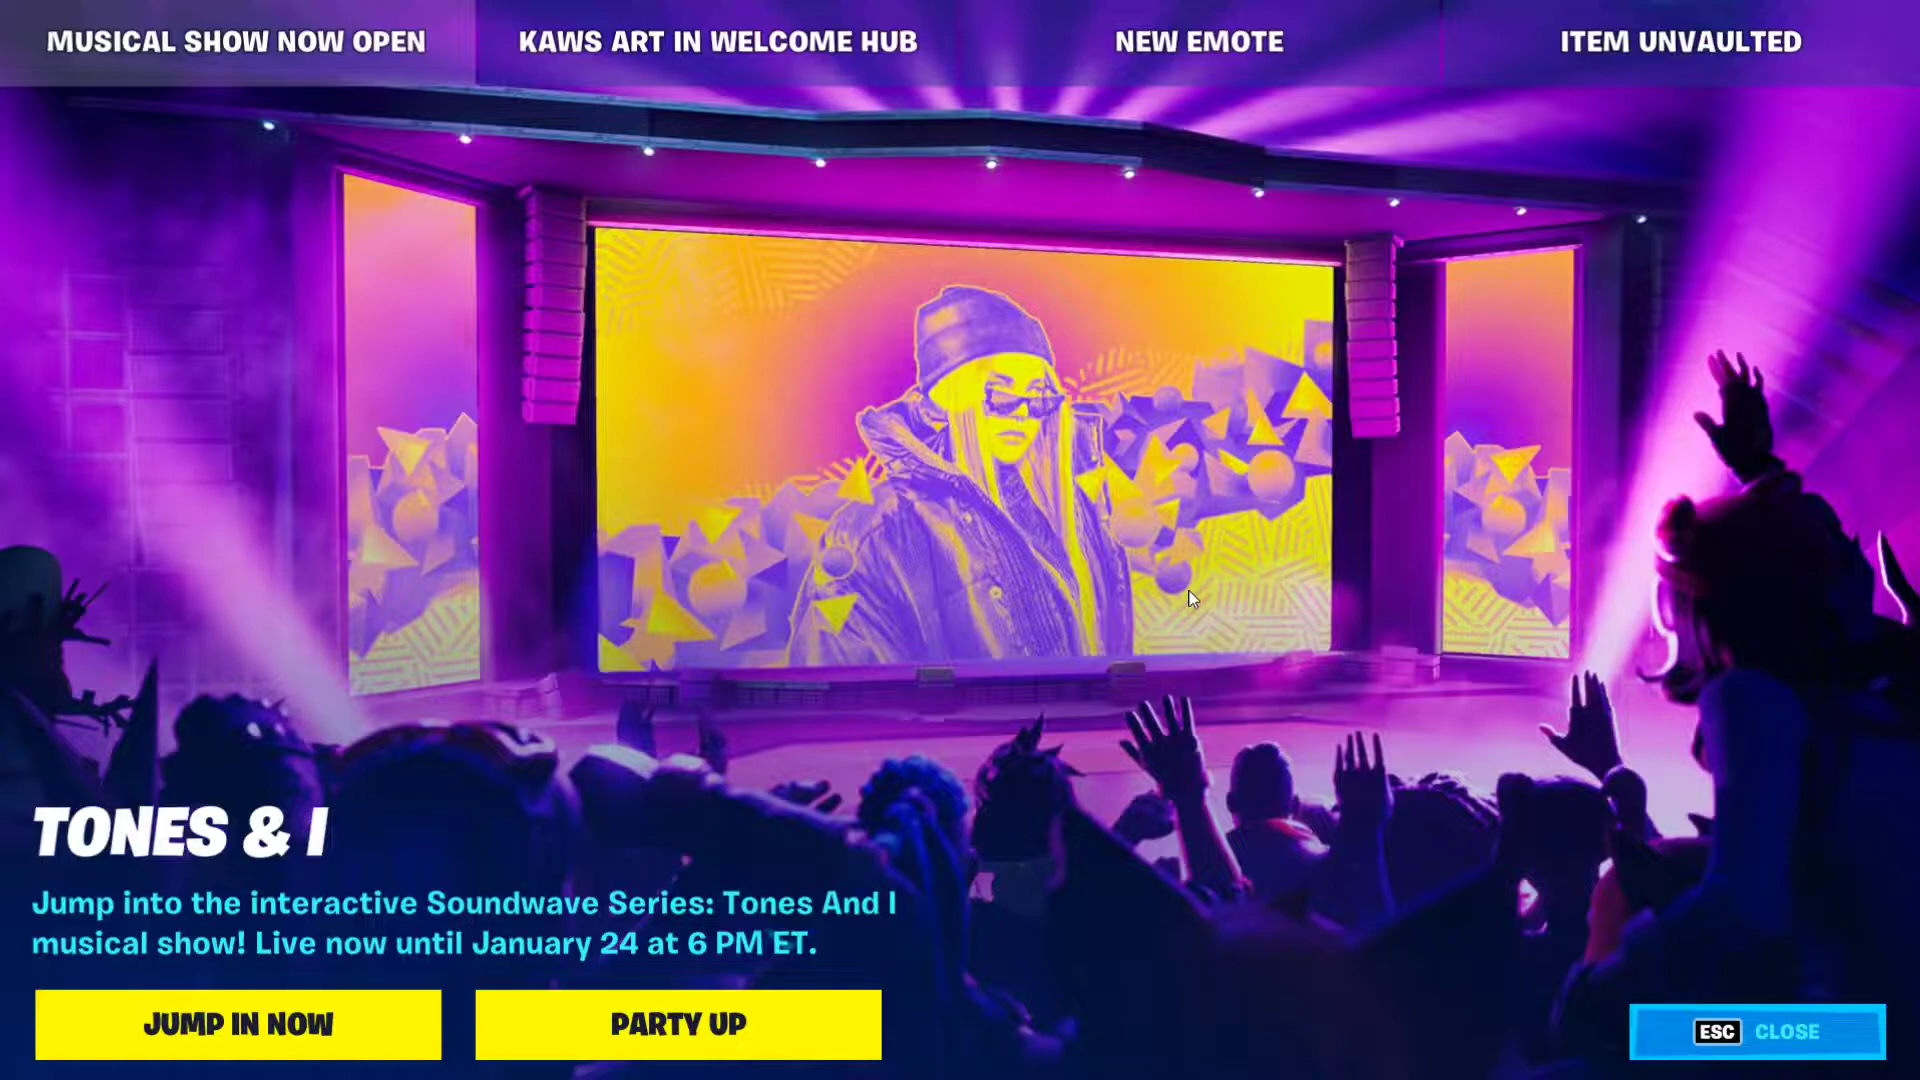 MUSICAL SHOW NOW OPEN
KAWS ART IN WELCOME HUB
NEW EMOTE
ITEM UNVAULTED
TONES & I
Jump into the interactive Soundwave Series: Tones And I
musical show! Live now until January 24 at 6 PM ET.
JUMP IN NOW
PARTY UP
ESC CLOSE